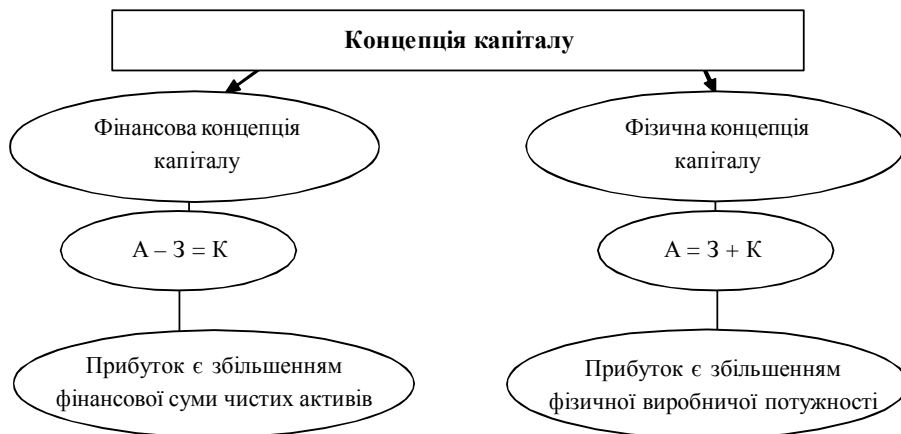 Концепція капіталу
Фінансова концепція
капіталу
Фізична концепція
капіталу
А – З = К
А = З + К
Прибуток є збільшенням
фінансової суми чистих активів
Прибуток є збільшенням
фізичної виробничої потужності